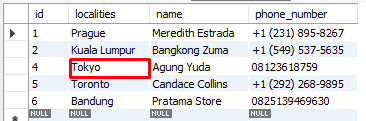 id localities name phone_number
1 Prague Meredith Estrada +1 (231) 895-8267
2 Kuala Lumpur Bangkong Zuma +1 (549) 537-5635
4 Tokyo Agung Yuda 08123618759
5 Toronto Candace Collins +1 (292) 268-9895
6 Bandung Pratama Store 0825139469630
NULL NULL NULL NULL